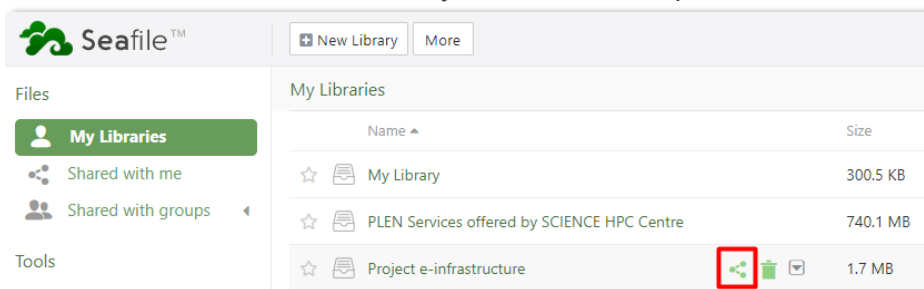 Seafile™
New Library More
Files
My Libraries
Name Size
My Libraries
Shared with me
My Library 300.5 KB
Shared with groups
PLEN Services offered by SCIENCE HPC Centre 740.1 MB
Tools
Project e-infrastructure 1.7 MB